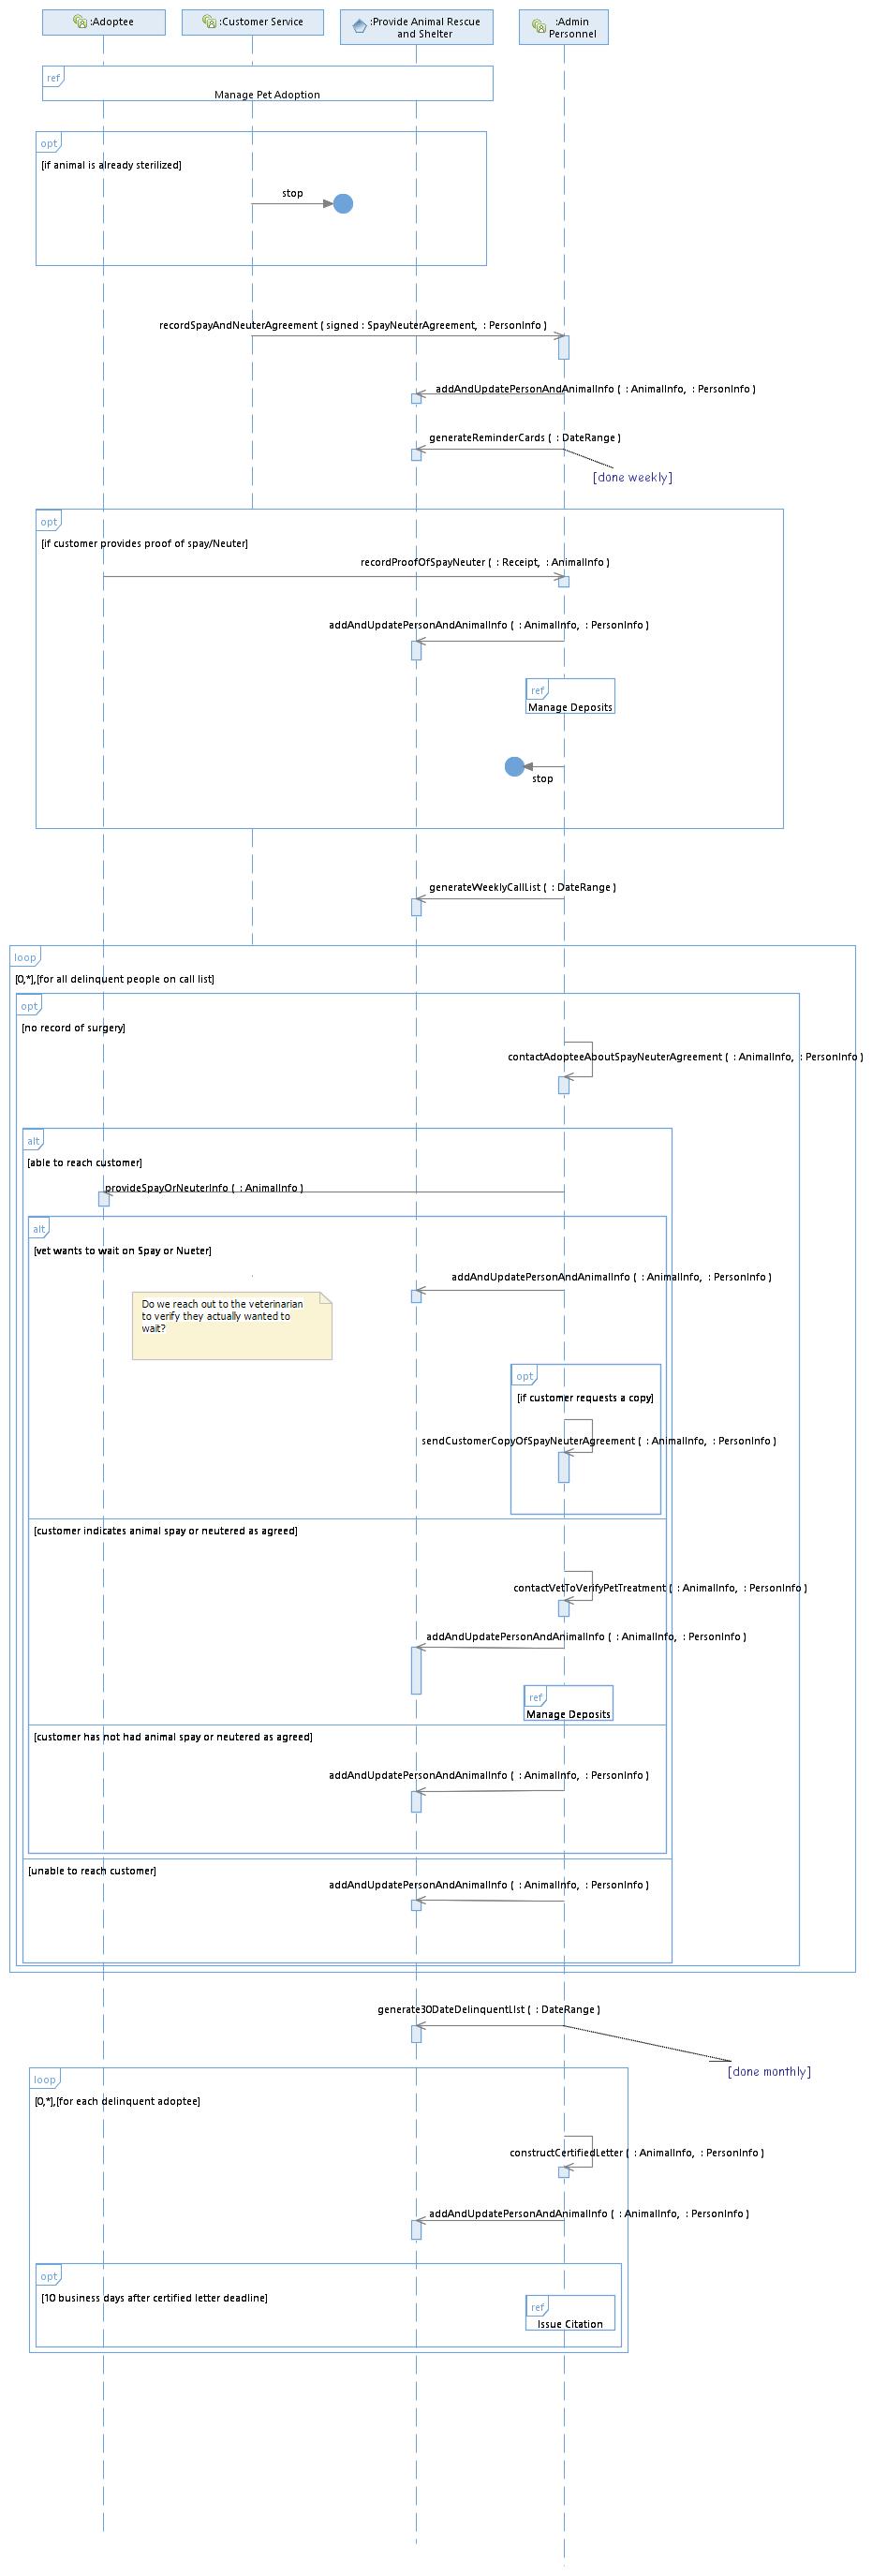 :Adoptee
:Customer Service
:Provide Animal Rescue
and Shelter
:Admin
Personnel
ref
Manage Pet Adoption
opt
[if animal is already sterilized]
stop
recordSpayAndNeuterAgreement ( signed : SpayNeuterAgreement,  : PersonInfo )
addAndUpdatePersonAndAnimalInfo (  : AnimalInfo,  : PersonInfo )
generateReminderCards (  : DateRange )
[done weekly]
opt
[if customer provides proof of spay/Neuter]
recordProofOfSpayNeuter (  : Receipt,  : AnimalInfo )
addAndUpdatePersonAndAnimalInfo (  : AnimalInfo,  : PersonInfo )
ref
Manage Deposits
stop
generateWeeklyCallList (  : DateRange )
loop
[0,*],[for all delinquent people on call list]
opt
[no record of surgery]
contactAdopteeAboutSpayNeuterAgreement (  : AnimalInfo,  : PersonInfo )
alt
[able to reach customer]
provideSpayOrNeuterInfo (  : AnimalInfo )
alt
[vet wants to wait on Spay or Nueter]
addAndUpdatePersonAndAnimalInfo (  : AnimalInfo,  : PersonInfo )
Do we reach out to the veterinarian
to verify they actually wanted to
wait?
opt
[if customer requests a copy]
sendCustomerCopyOfSpayNeuterAgreement (  : AnimalInfo,  : PersonInfo )
[customer indicates animal spay or neutered as agreed]
contactVetToVerifyPetTreatment (  : AnimalInfo,  : PersonInfo )
addAndUpdatePersonAndAnimalInfo (  : AnimalInfo,  : PersonInfo )
ref
Manage Deposits
[customer has not had animal spay or neutered as agreed]
addAndUpdatePersonAndAnimalInfo (  : AnimalInfo,  : PersonInfo )
[unable to reach customer]
addAndUpdatePersonAndAnimalInfo (  : AnimalInfo,  : PersonInfo )
generate30DateDelinquentLIst (  : DateRange )
[done monthly]
loop
[0,*],[for each delinquent adoptee]
constructCertifiedLetter (  : AnimalInfo,  : PersonInfo )
addAndUpdatePersonAndAnimalInfo (  : AnimalInfo,  : PersonInfo )
opt
[10 business days after certified letter deadline]
ref
Issue Citation